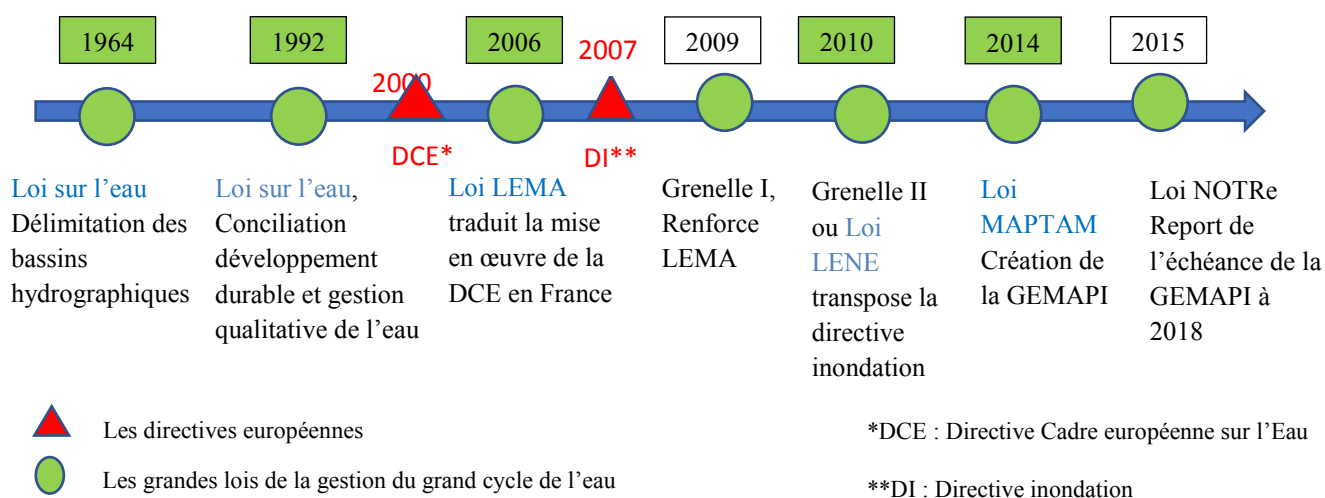 1964
1992
2000
2006
2007
2009
2010
2014
2015
DCE*
DI**
Loi sur l’eau
Délimitation des
bassins
hydrographiques
Loi sur l’eau,
Conciliation
développement
durable et gestion
qualitative de l’eau
Loi LEMA
traduit la mise
en œuvre de la
DCE en France
Grenelle I,
Renforce
LEMA
Grenelle II
ou Loi
LENE
transpose la
directive
inondation
Loi
MAPTAM
Création de
la GEMAPI
Loi NOTRe
Report de
l’échéance de la
GEMAPI à
2018
Les directives européennes
Les grandes lois de la gestion du grand cycle de l’eau
*DCE : Directive Cadre européenne sur l’Eau
**DI : Directive inondation